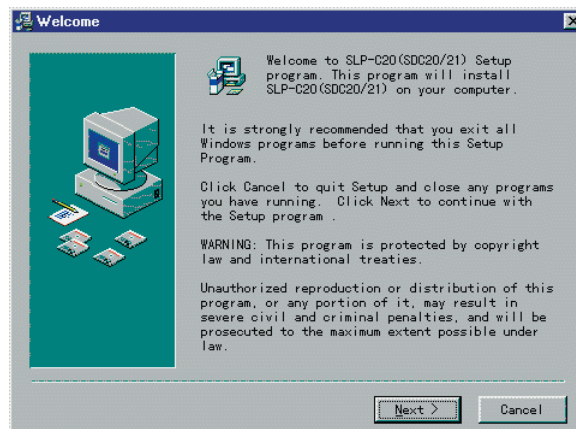 Welcome
Welcome to SLP-C20(SDC20/21) Setup
program. This program will install
SLP-C20(SDC20/21) on your computer.
It is strongly recommended that you exit all
Windows programs before running this Setup
Program.
Click Cancel to quit Setup and close any programs
you have running. Click Next to continue with
the Setup program .
WARNING: This program is protected by copyright
law and international treaties.
Unauthorized reproduction or distribution of this
program, or any portion of it, may result in
severe civil and criminal penalties, and will be
prosecuted to the maximum extent possible under
law.
Next >
Cancel